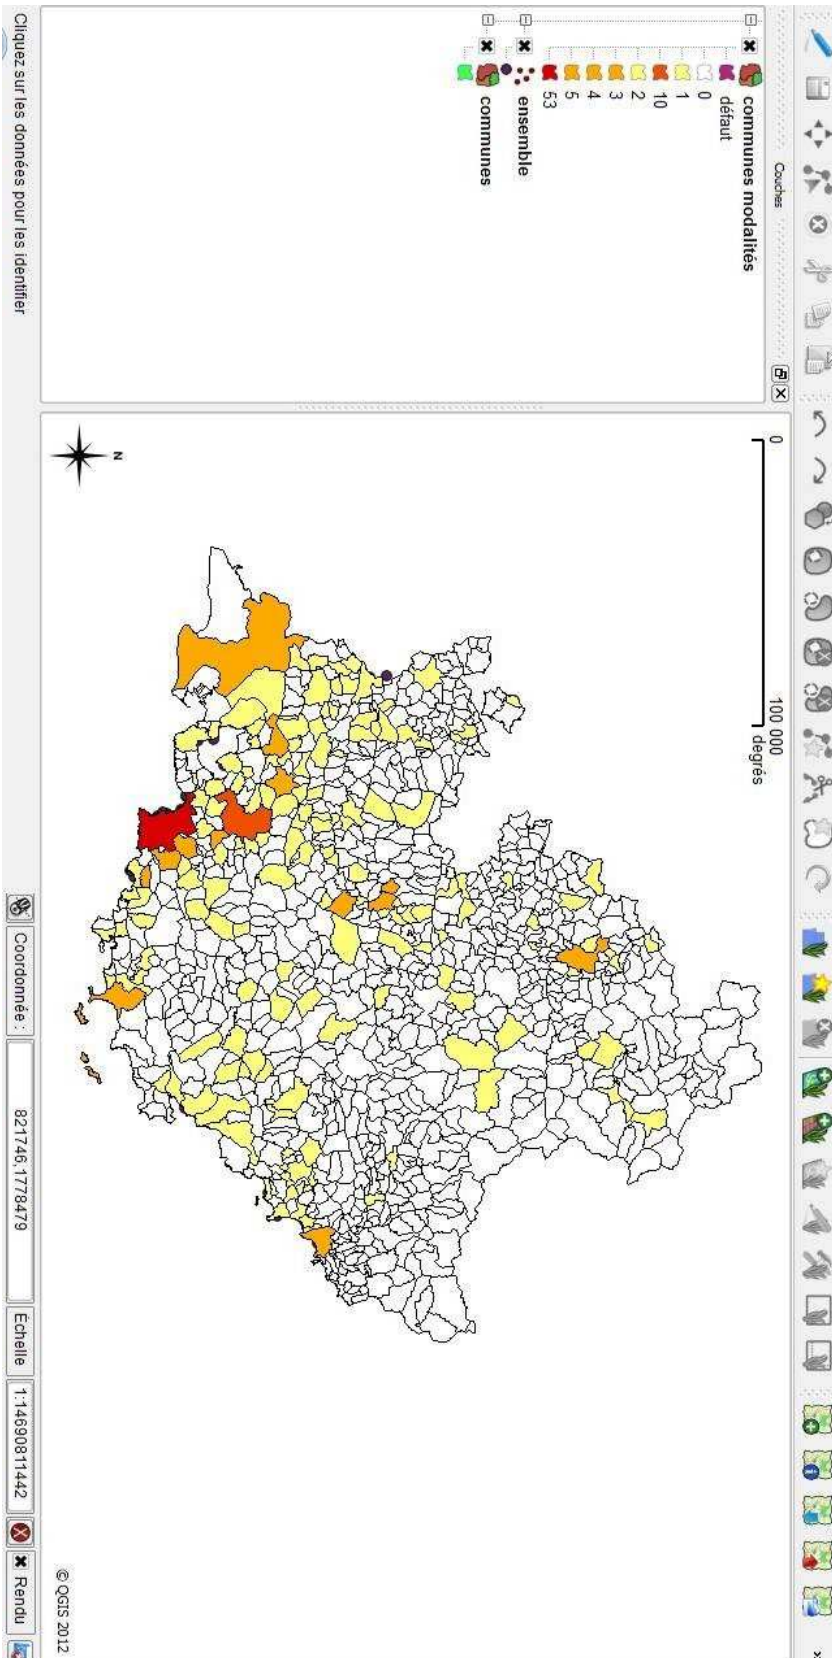 Couches
communes modalités
défaut
0
1
10
2
3
4
5
53
ensemble
communes
0 100 000
degrés
N
© QGIS 2012
Cliquez sur les données pour les identifier
Coordonnée :
821746,1778479
Échelle
1:14690811442
Rendu